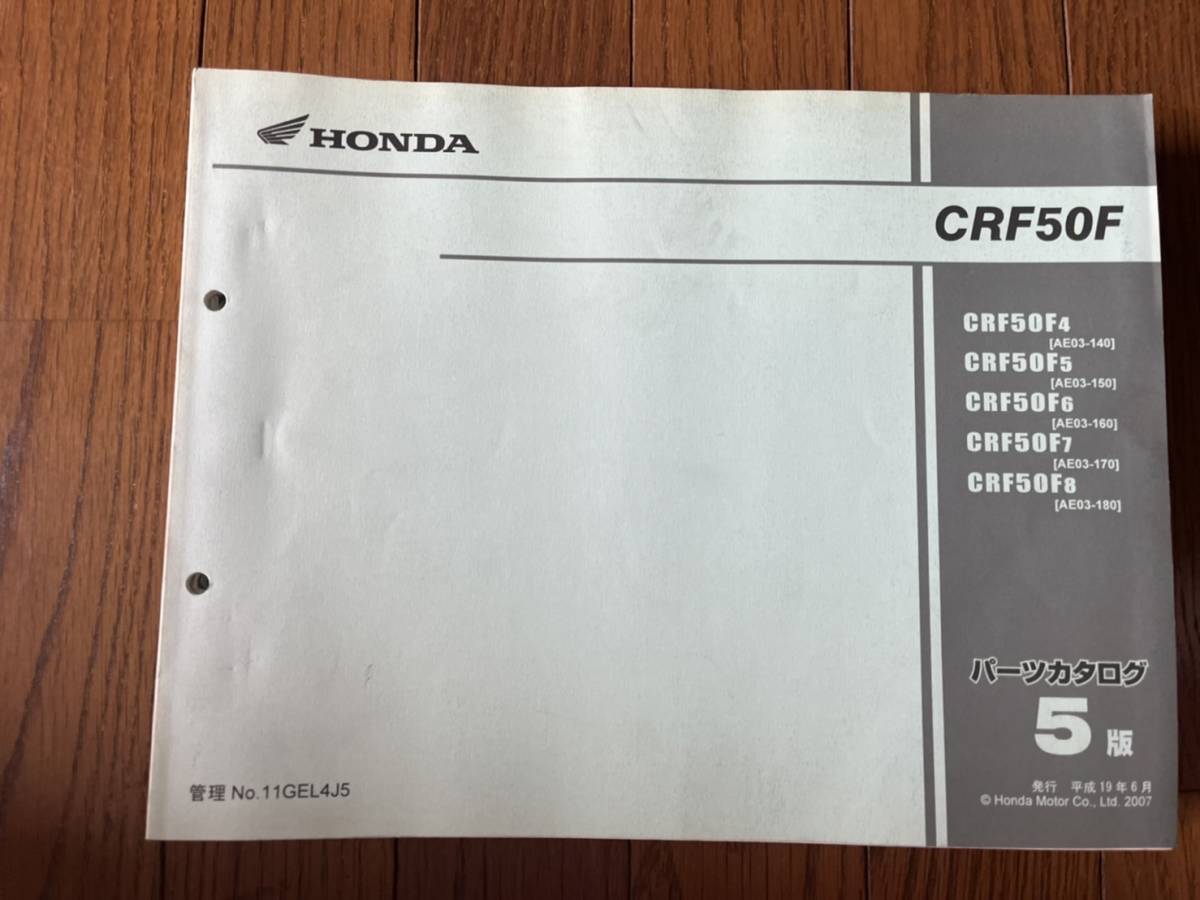 HONDA
CRF50F
CRF50F4
[AE03-140]
CRF50F5
[AE03-150]
CRF50F6
[AE03-160]
CRF50F7
[AE03-170]
CRF50F8
[AE03-180]
パーツカタログ
5版
発行 平成19年6月
© Honda Motor Co., Ltd. 2007
管理 No.11GEL4J5